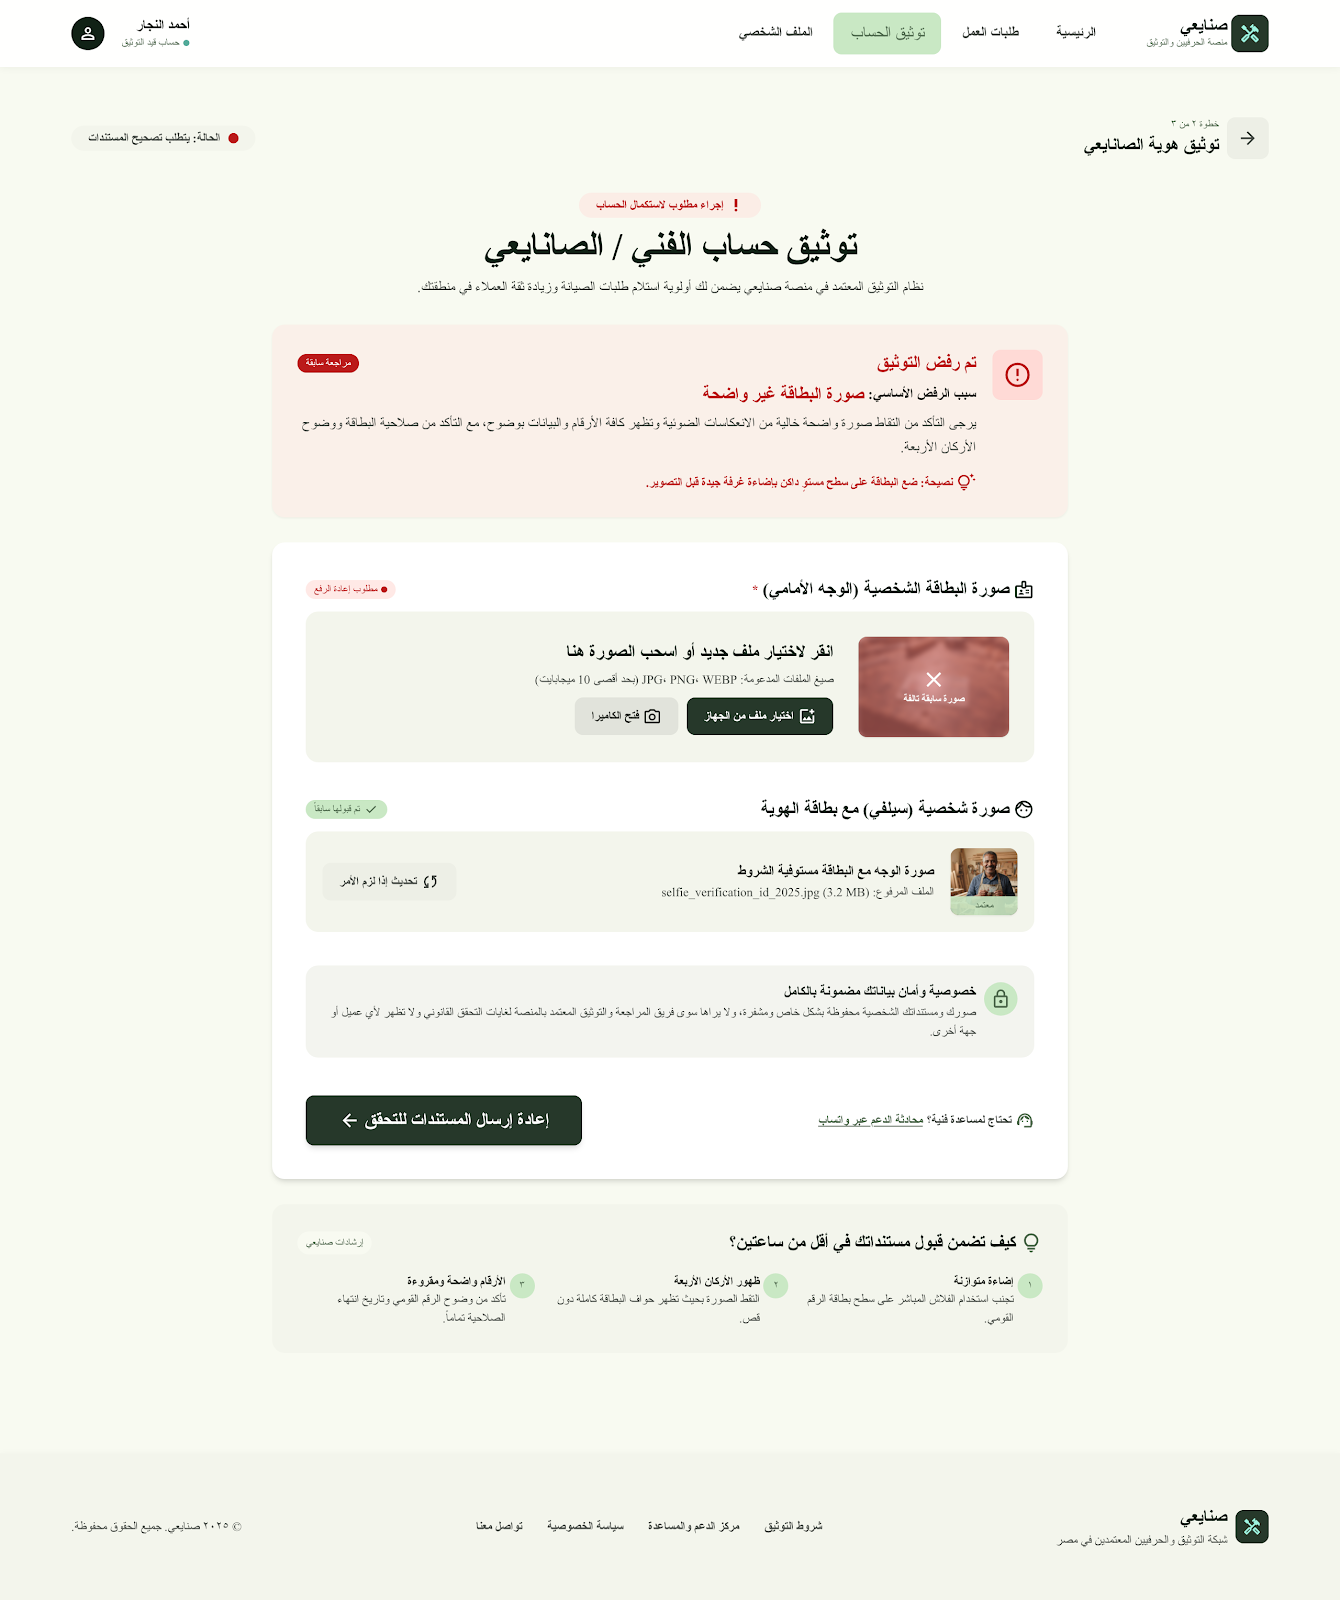 صنايعي
منصة الحرفيين والتوثيق
الرئيسية
طلبات العمل
توثيق الحساب
الملف الشخصي
أحمد النجار
حساب قيد التوثيق
خطوة ٢ من ٣
توثيق هوية الصنايعي
الحالة: يتطلب تصحيح المستندات
إجراء مطلوب لاستكمال الحساب
توثيق حساب الفني / الصنايعي
نظام التوثيق المعتمد في منصة صنايعي يضمن لك أولوية استلام طلبات الصيانة وزيادة ثقة العملاء في منطقتك.
تم رفض التوثيق
مراجعة سابقة
سبب الرفض الأساسي: صورة البطاقة غير واضحة
يرجى التأكد من التقاط صورة واضحة خالية من الانعكاسات الضوئية وتظهر كافة الأرقام والبيانات بوضوح، مع التأكد من صلاحية البطاقة ووضوح
الأركان الأربعة.
نصيحة: ضع البطاقة على سطح مستوٍ داكن بإضاءة غرفة جيدة قبل التصوير.
صورة البطاقة الشخصية (الوجه الأمامي) *
مطلوب إعادة الرفع
صورة سابقة تالفة
انقر لاختيار ملف جديد أو اسحب الصورة هنا
صيغ الملفات المدعومة: JPG، PNG، WEBP (بحد أقصى 10 ميجابايت)
اختيار ملف من الجهاز
فتح الكاميرا
صورة شخصية (سيلفي) مع بطاقة الهوية
تم قبولها سابقاً
معتمد
صورة الوجه مع البطاقة مستوفية الشروط
الملف المرفوع: selfie_verification_id_2025.jpg (3.2 MB)
تحديث إذا لزم الأمر
خصوصية وأمان بياناتك مضمونة بالكامل
صورك ومستنداتك الشخصية محفوظة بشكل خاص ومشفرة، ولا يراها سوى فريق المراجعة والتوثيق المعتمد بالمنصة لغايات التحقق القانوني ولا تظهر لأي عميل أو
جهة أخرى.
تحتاج لمساعدة فنية؟ محادثة الدعم عبر واتساب
إعادة إرسال المستندات للتحقق
كيف تضمن قبول مستنداتك في أقل من ساعتين؟
إرشادات صنايعي
١
إضاءة متوازنة
تجنب استخدام الفلاش المباشر على سطح بطاقة الرقم
القومي.
٢
ظهور الأركان الأربعة
التقط الصورة بحيث تظهر حواف البطاقة كاملة دون
قص.
٣
الأرقام واضحة ومقروءة
تأكد من وضوح الرقم القومي وتاريخ انتهاء
الصلاحية تماماً.
صنايعي
شبكة التوثيق والحرفيين المعتمدين في مصر
شروط التوثيق
مركز الدعم والمساعدة
سياسة الخصوصية
تواصل معنا
© ٢٠٢٥ صنايعي. جميع الحقوق محفوظة.